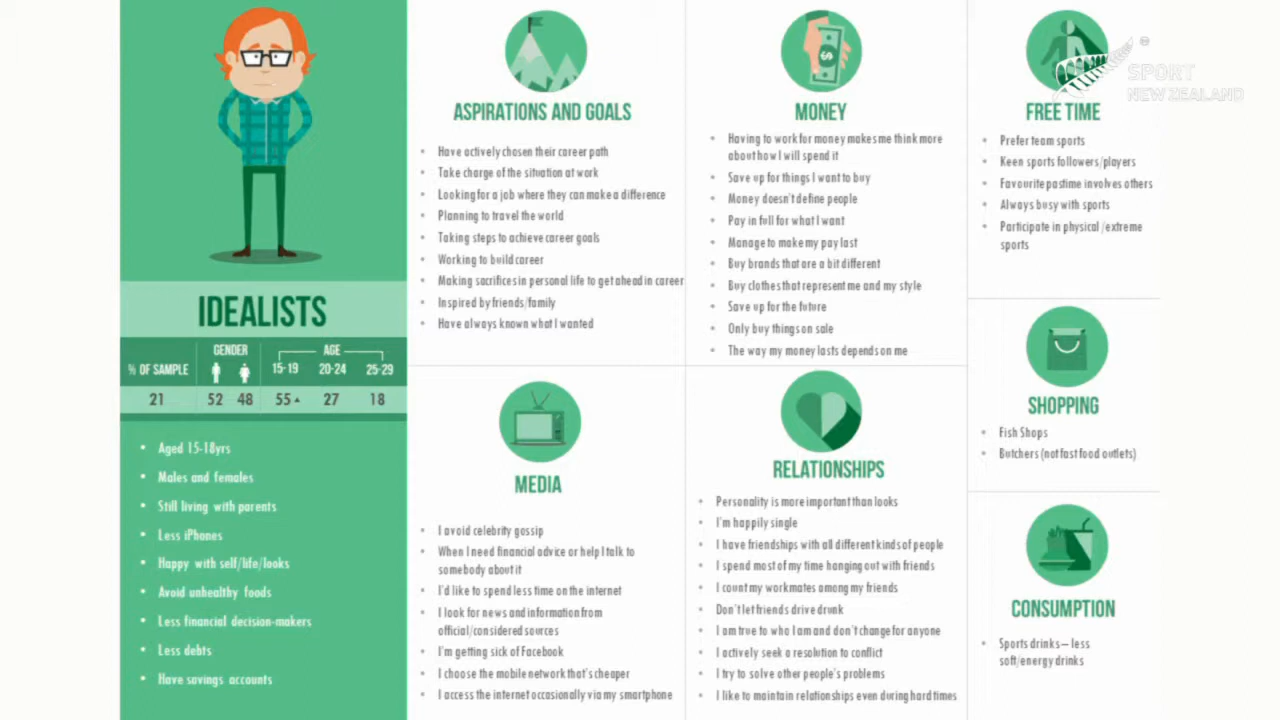 IDEALISTS
% OF SAMPLE GENDER AGE
15-19 20-24 25-29
21 52 48 55 27 18
• Aged 15-18yrs
• Males and females
• Still living with parents
• Less iPhones
• Happy with self/life/looks
• Avoid unhealthy foods
• Less financial decision-makers
• Less debts
• Have savings accounts
ASPIRATIONS AND GOALS
• Have actively chosen their career path
• Take charge of the situation at work
• Looking for a job where they can make a difference
• Planning to travel the world
• Taking steps to achieve career goals
• Working to build career
• Making sacrifices in personal life to get ahead in career
• Inspired by friends/family
• Have always known what I wanted
MEDIA
• I avoid celebrity gossip
• When I need financial advice or help I talk to
somebody about it
• I'd like to spend less time on the internet
• I look for news and information from
official/considered sources
• I'm getting sick of Facebook
• I choose the mobile network that's cheaper
• I access the internet occasionally via my smartphone
MONEY
• Having to work for money makes me think more
about how I will spend it
• Save up for things I want to buy
• Money doesn't define people
• Pay in full for what I want
• Manage to make my pay last
• Buy brands that are a bit different
• Buy clothes that represent me and my style
• Save up for the future
• Only buy things on sale
• The way my money lasts depends on me
RELATIONSHIPS
• Personality is more important than looks
• I'm happily single
• I have friendships with all different kinds of people
• I spend most of my time hanging out with friends
• I count my workmates among my friends
• Don't let friends drive drunk
• I am true to who I am and don't change for anyone
• I actively seek a resolution to conflict
• I try to solve other people's problems
• I like to maintain relationships even during hard times
SPORT
NEW ZEALAND
FREE TIME
• Prefer team sports
• Keen sports followers/players
• Favourite pastime involves others
• Always busy with sports
• Participate in physical /extreme
sports
SHOPPING
• Fish Shops
• Butchers (not fast food outlets)
CONSUMPTION
• Sports drinks – less
soft/energy drinks